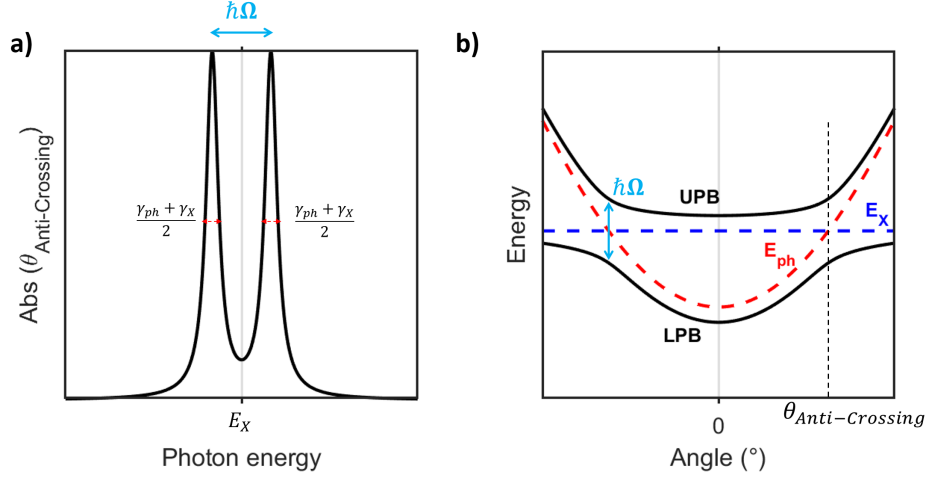 a)
ħΩ
Abs (θAnti-Crossing)
γph + γX
2
γph + γX
2
EX
Photon energy
b)
Energy
ħΩ
UPB
EX
Eph
LPB
0
θAnti−Crossing
Angle (°)